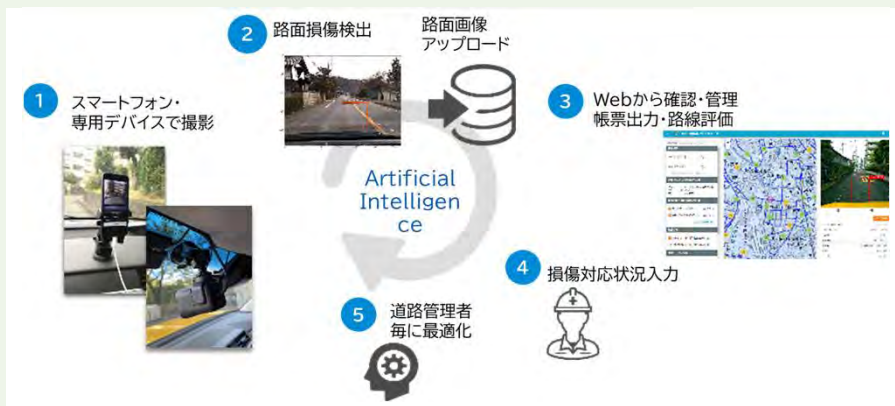 1
スマートフォン・
専用デバイスで撮影
2
路面損傷検出
路面画像
アップロード
3
Webから確認・管理
帳票出力・路線評価
Artificial
Intelligen
ce
4
損傷対応状況入力
5
道路管理者
毎に最適化